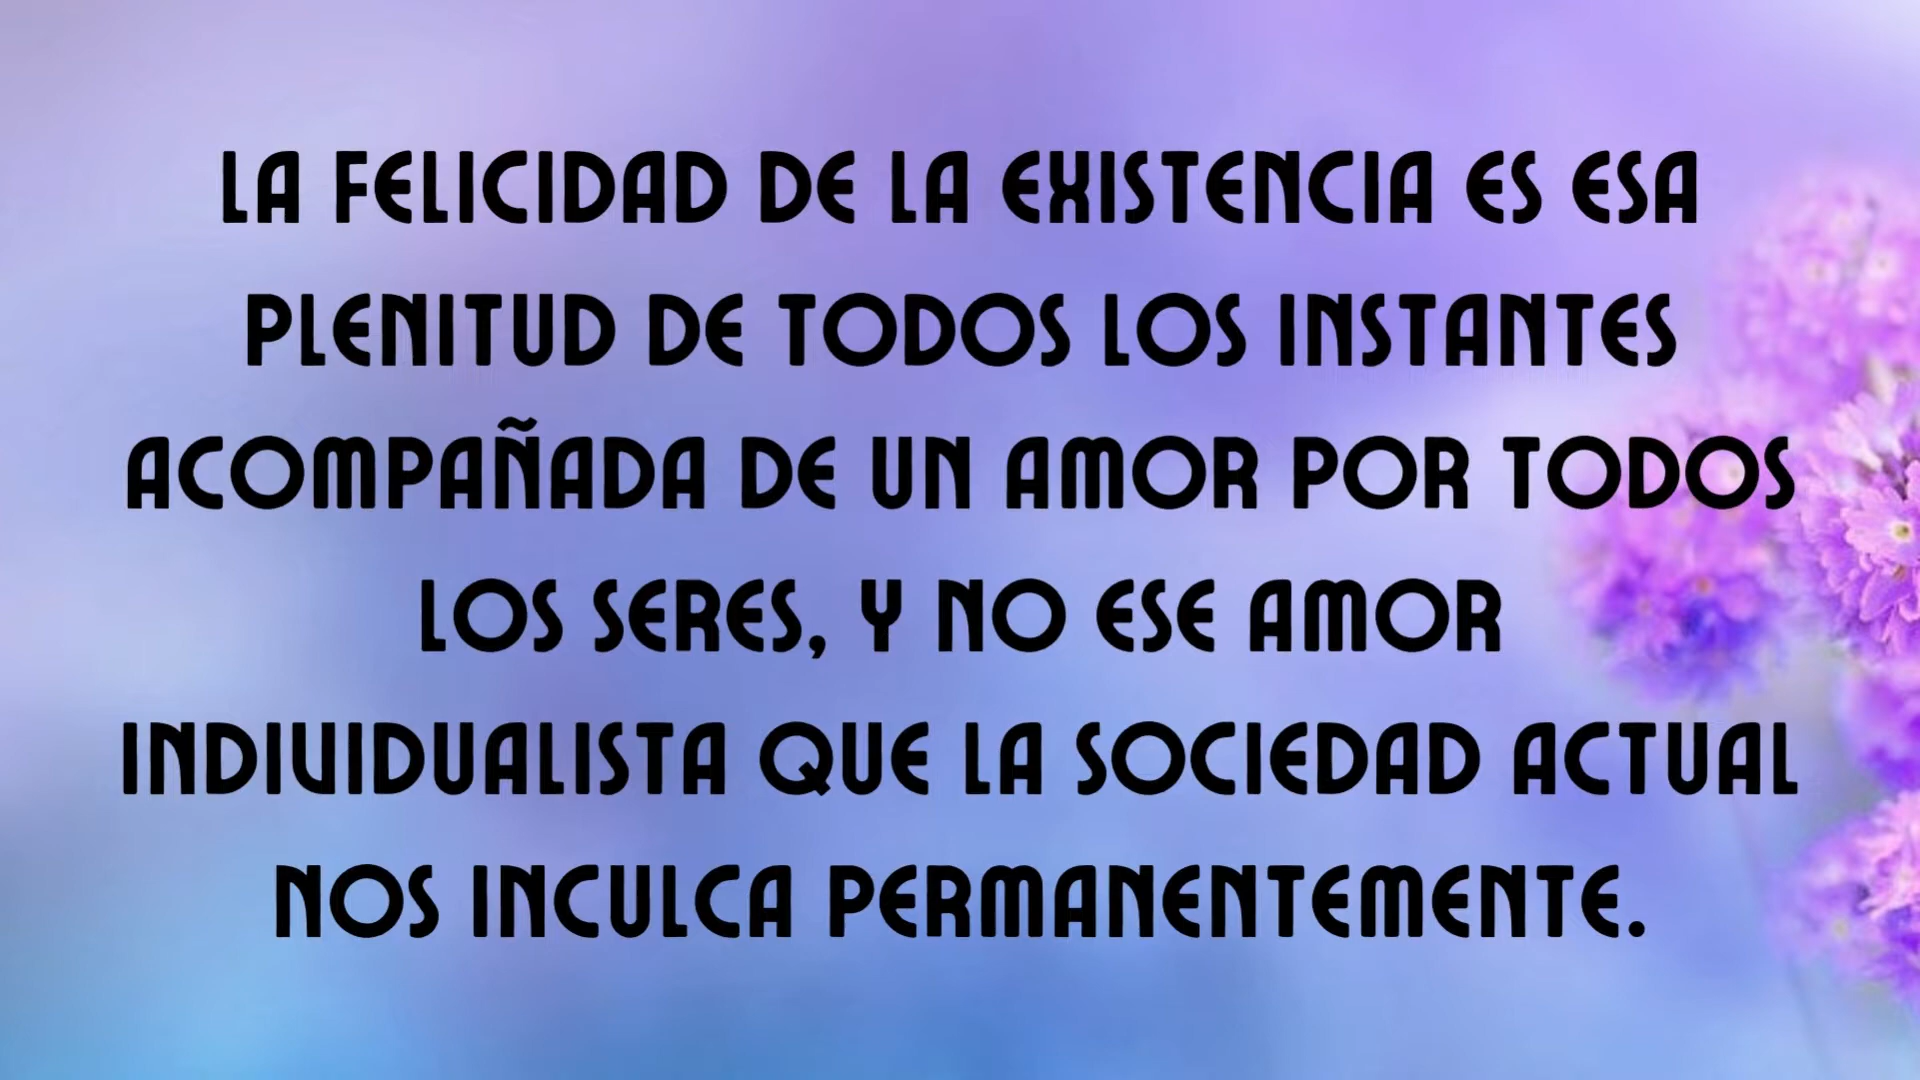 LA FELICIDAD DE LA EXISTENCIA ES ESA
PLENITUD DE TODOS LOS INSTANTES
ACOMPAÑADA DE UN AMOR POR TODOS
LOS SERES, Y NO ESE AMOR
INDIVIDUALISTA QUE LA SOCIEDAD ACTUAL
NOS INCULCA PERMANENTEMENTE.